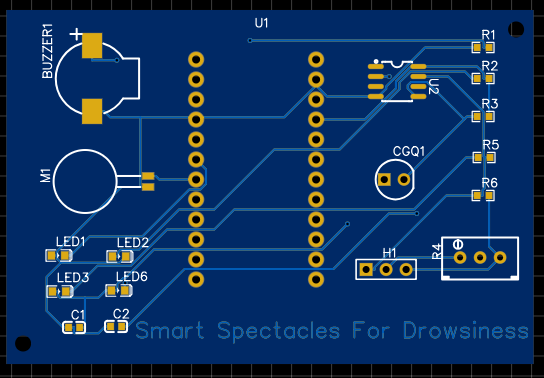 U1
BUZZER1
R1
R2
U2
R3
CGQ1
R5
M1
R6
LED1
LED2
H1
R4
LED3
LED6
C1
C2
Smart Spectacles For Drowsiness